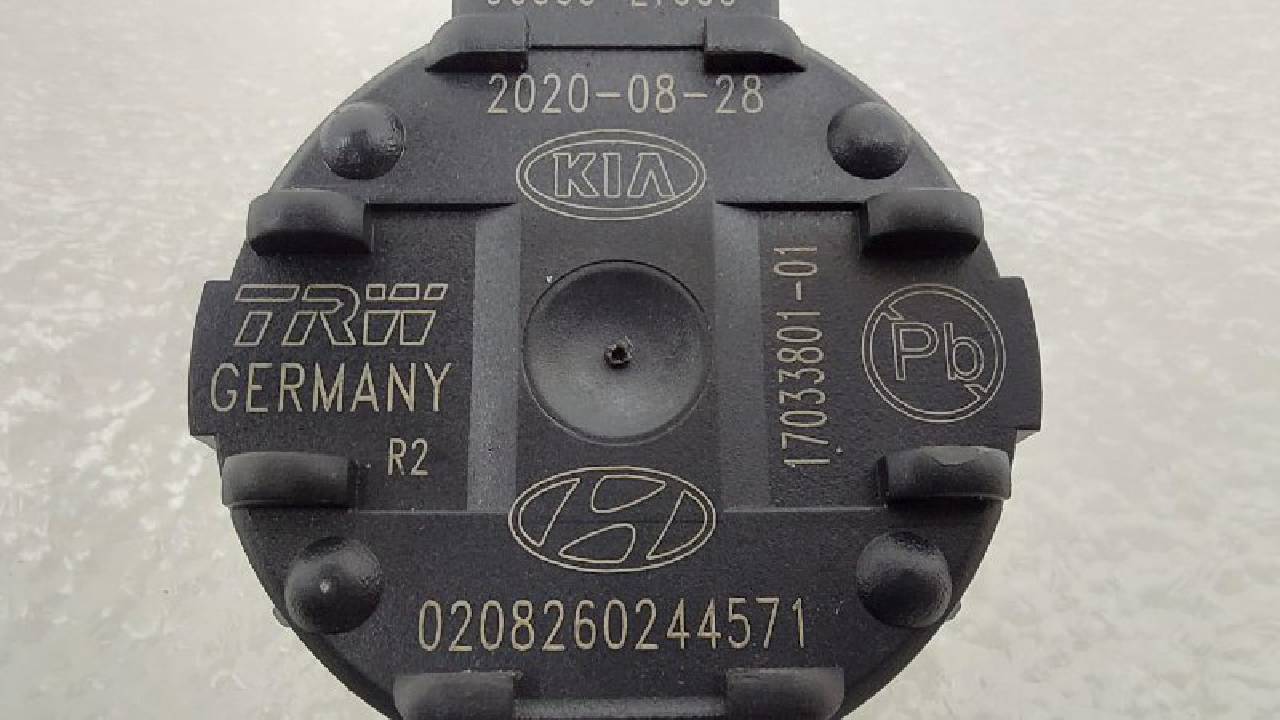 2020-08-28
KIA
TRW
GERMANY
R2
17033801-01
Pb
0208260244571